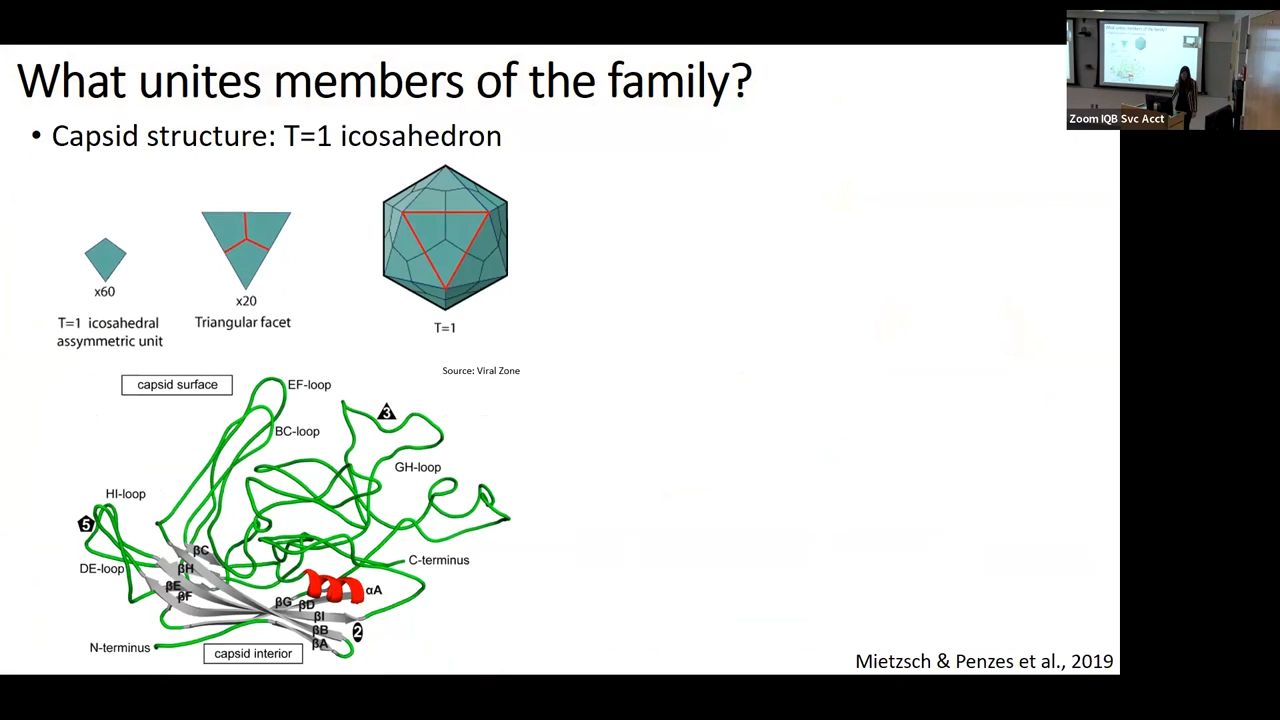 What unites members of the family?
• Capsid structure: T=1 icosahedron
x60
T=1 icosahedral
assymmetric unit
x20
Triangular facet
T=1
Source: Viral Zone
capsid surface
EF-loop
3
BC-loop
GH-loop
HI-loop
5
βC
C-terminus
DE-loop
βH
βE
βF
αA
βG
βD
βI
βB
2
βA
N-terminus
capsid interior
Mietzsch & Penzes et al., 2019
Zoom IQB Svc Acct